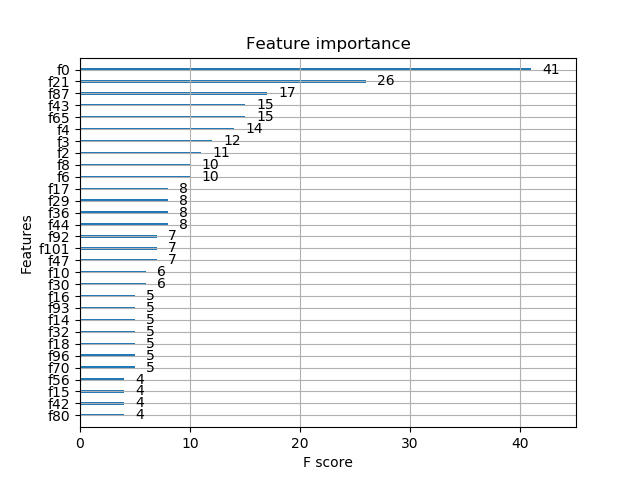 Feature importance
f0 41
f21 26
f87 17
f43 15
f65 15
f4 14
f3 12
f2 11
f8 10
f6 10
f17 8
f29 8
f36 8
f44 8
f92 7
f101 7
f47 7
f10 6
f30 6
f16 5
f93 5
f14 5
f32 5
f18 5
f96 5
f70 5
f56 4
f15 4
f42 4
f80 4
Features
0 10 20 30 40
F score